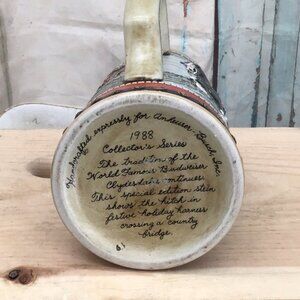 Handcrafted expressly for Anheuser-Busch, Inc.
1988
Collector's Series
The tradition of the
World Famous Budweiser
Clydesdales continues.
This special edition stein
shows the hitch in
festive holiday harness
crossing a country
bridge